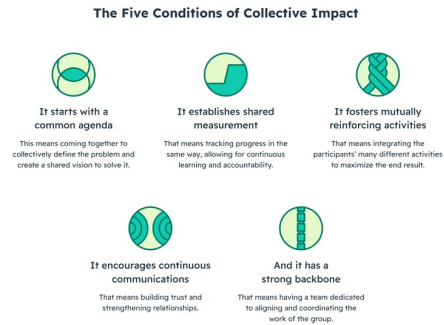 The Five Conditions of Collective Impact
It starts with a
common agenda
This means coming together to
collectively define the problem and
create a shared vision to solve it.
It establishes shared
measurement
That means tracking progress in the
same way, allowing for continuous
learning and accountability.
It fosters mutually
reinforcing activities
That means integrating the
participants' many different activities
to maximize the end result.
It encourages continuous
communications
That means building trust and
strengthening relationships.
And it has a
strong backbone
That means having a team dedicated
to aligning and coordinating the
work of the group.